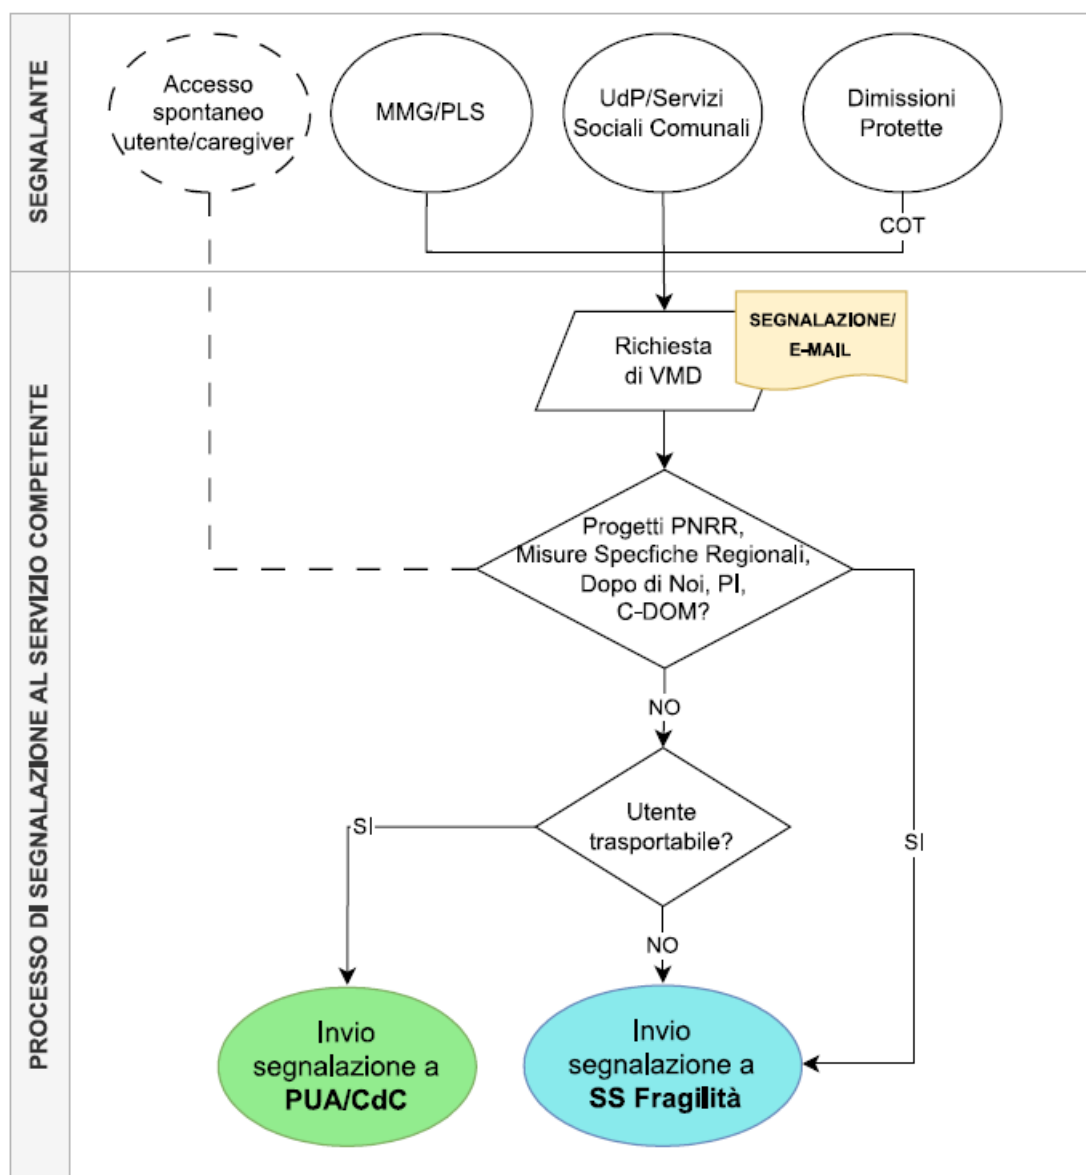 SEGNALANTE
Accesso
spontaneo
utente/caregiver
MMG/PLS
UdP/Servizi
Sociali Comunali
Dimissioni
Protette
COT
PROCESSO DI SEGNALAZIONE AL SERVIZIO COMPETENTE
Richiesta
di VMD
SEGNALAZIONE/
E-MAIL
Progetti PNRR,
Misure Specfiche Regionali,
Dopo di Noi, PI,
C-DOM?
NO
Utente
trasportabile?
SI
SI
NO
Invio
segnalazione a
PUA/CdC
Invio
segnalazione a
SS Fragilità